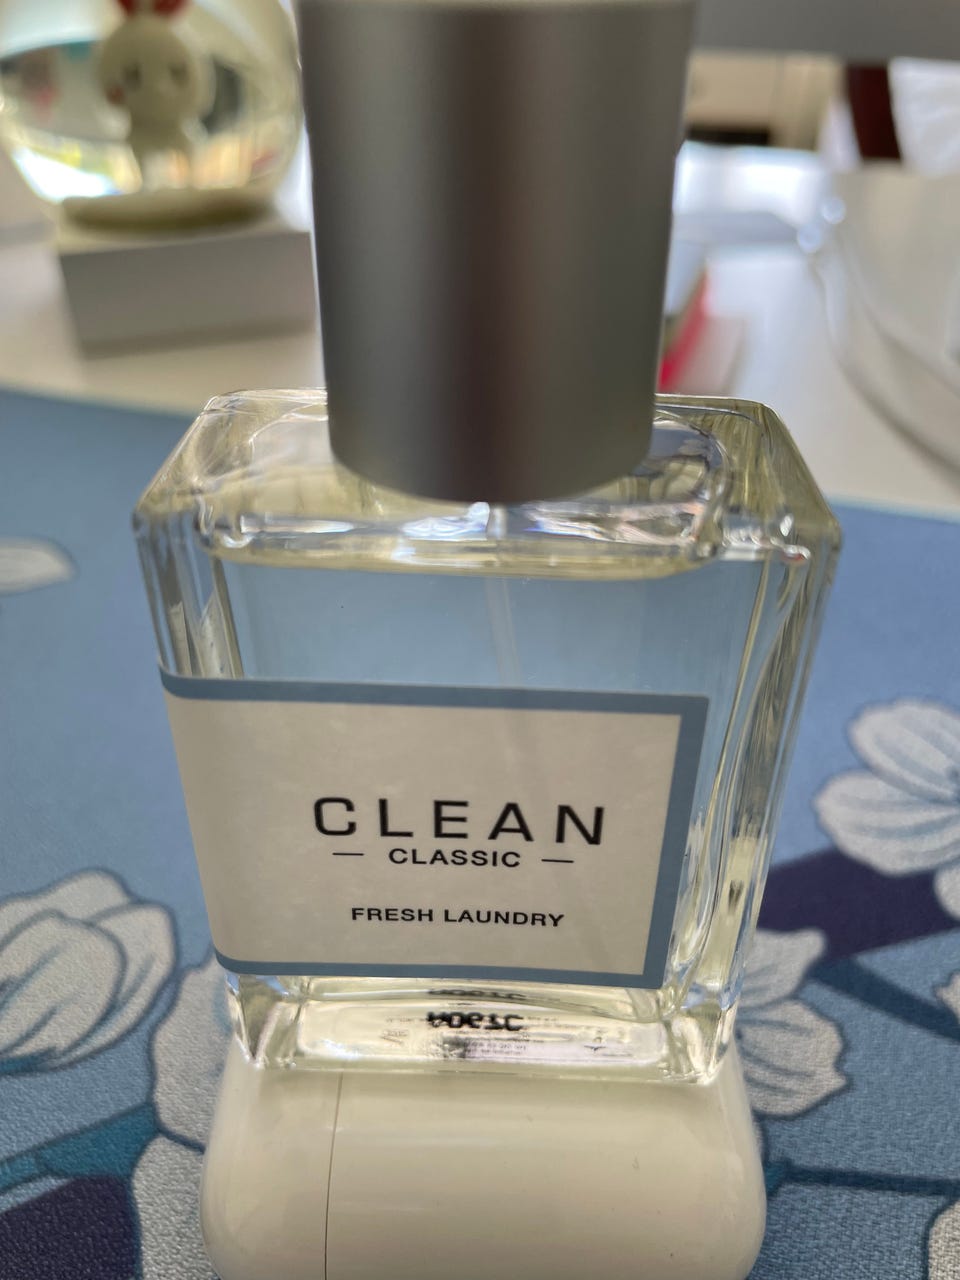 CLEAN
— CLASSIC —
FRESH LAUNDRY